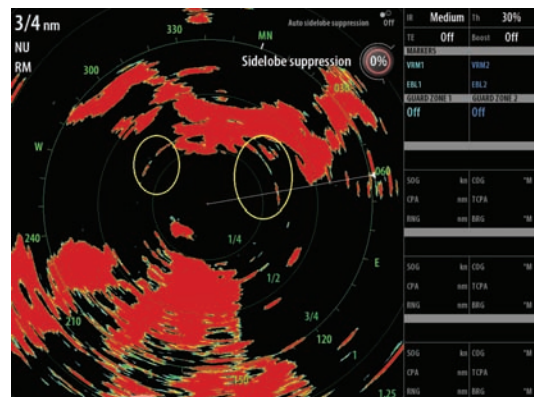 3/4 nm
NU
RM
330
MN
300
030
W
060
240
E
210
120
150
1/4
1/2
3/4
1
1.25
Auto sidelobe suppression
Off
Sidelobe suppression
0%
IR Medium Th 30%
TE Off Boost Off
MARKERS
VRM1 VRM2
EBL1 EBL2
GUARD ZONE 1 GUARD ZONE 2
Off Off
SOG kn COG °M
CPA nm TCPA
RNG nm BRG °M
SOG kn COG °M
CPA nm TCPA
RNG nm BRG °M
SOG kn COG °M
CPA nm TCPA
RNG nm BRG °M